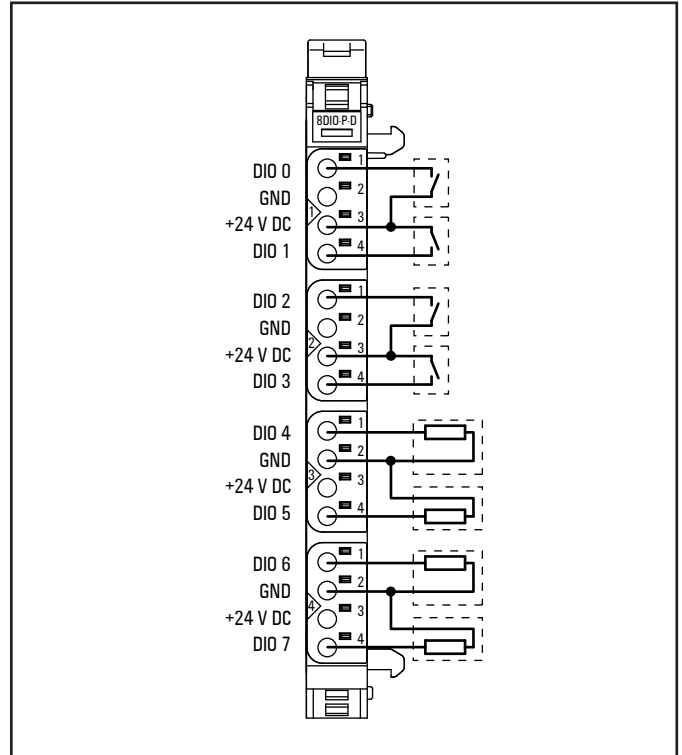 8DIO-P-D
DIO 0 1
GND 2
1
+24 V DC 3
DIO 1 4
DIO 2 1
GND 2
2
+24 V DC 3
DIO 3 4
DIO 4 1
GND 2
3
+24 V DC 3
DIO 5 4
DIO 6 1
GND 2
4
+24 V DC 3
DIO 7 4